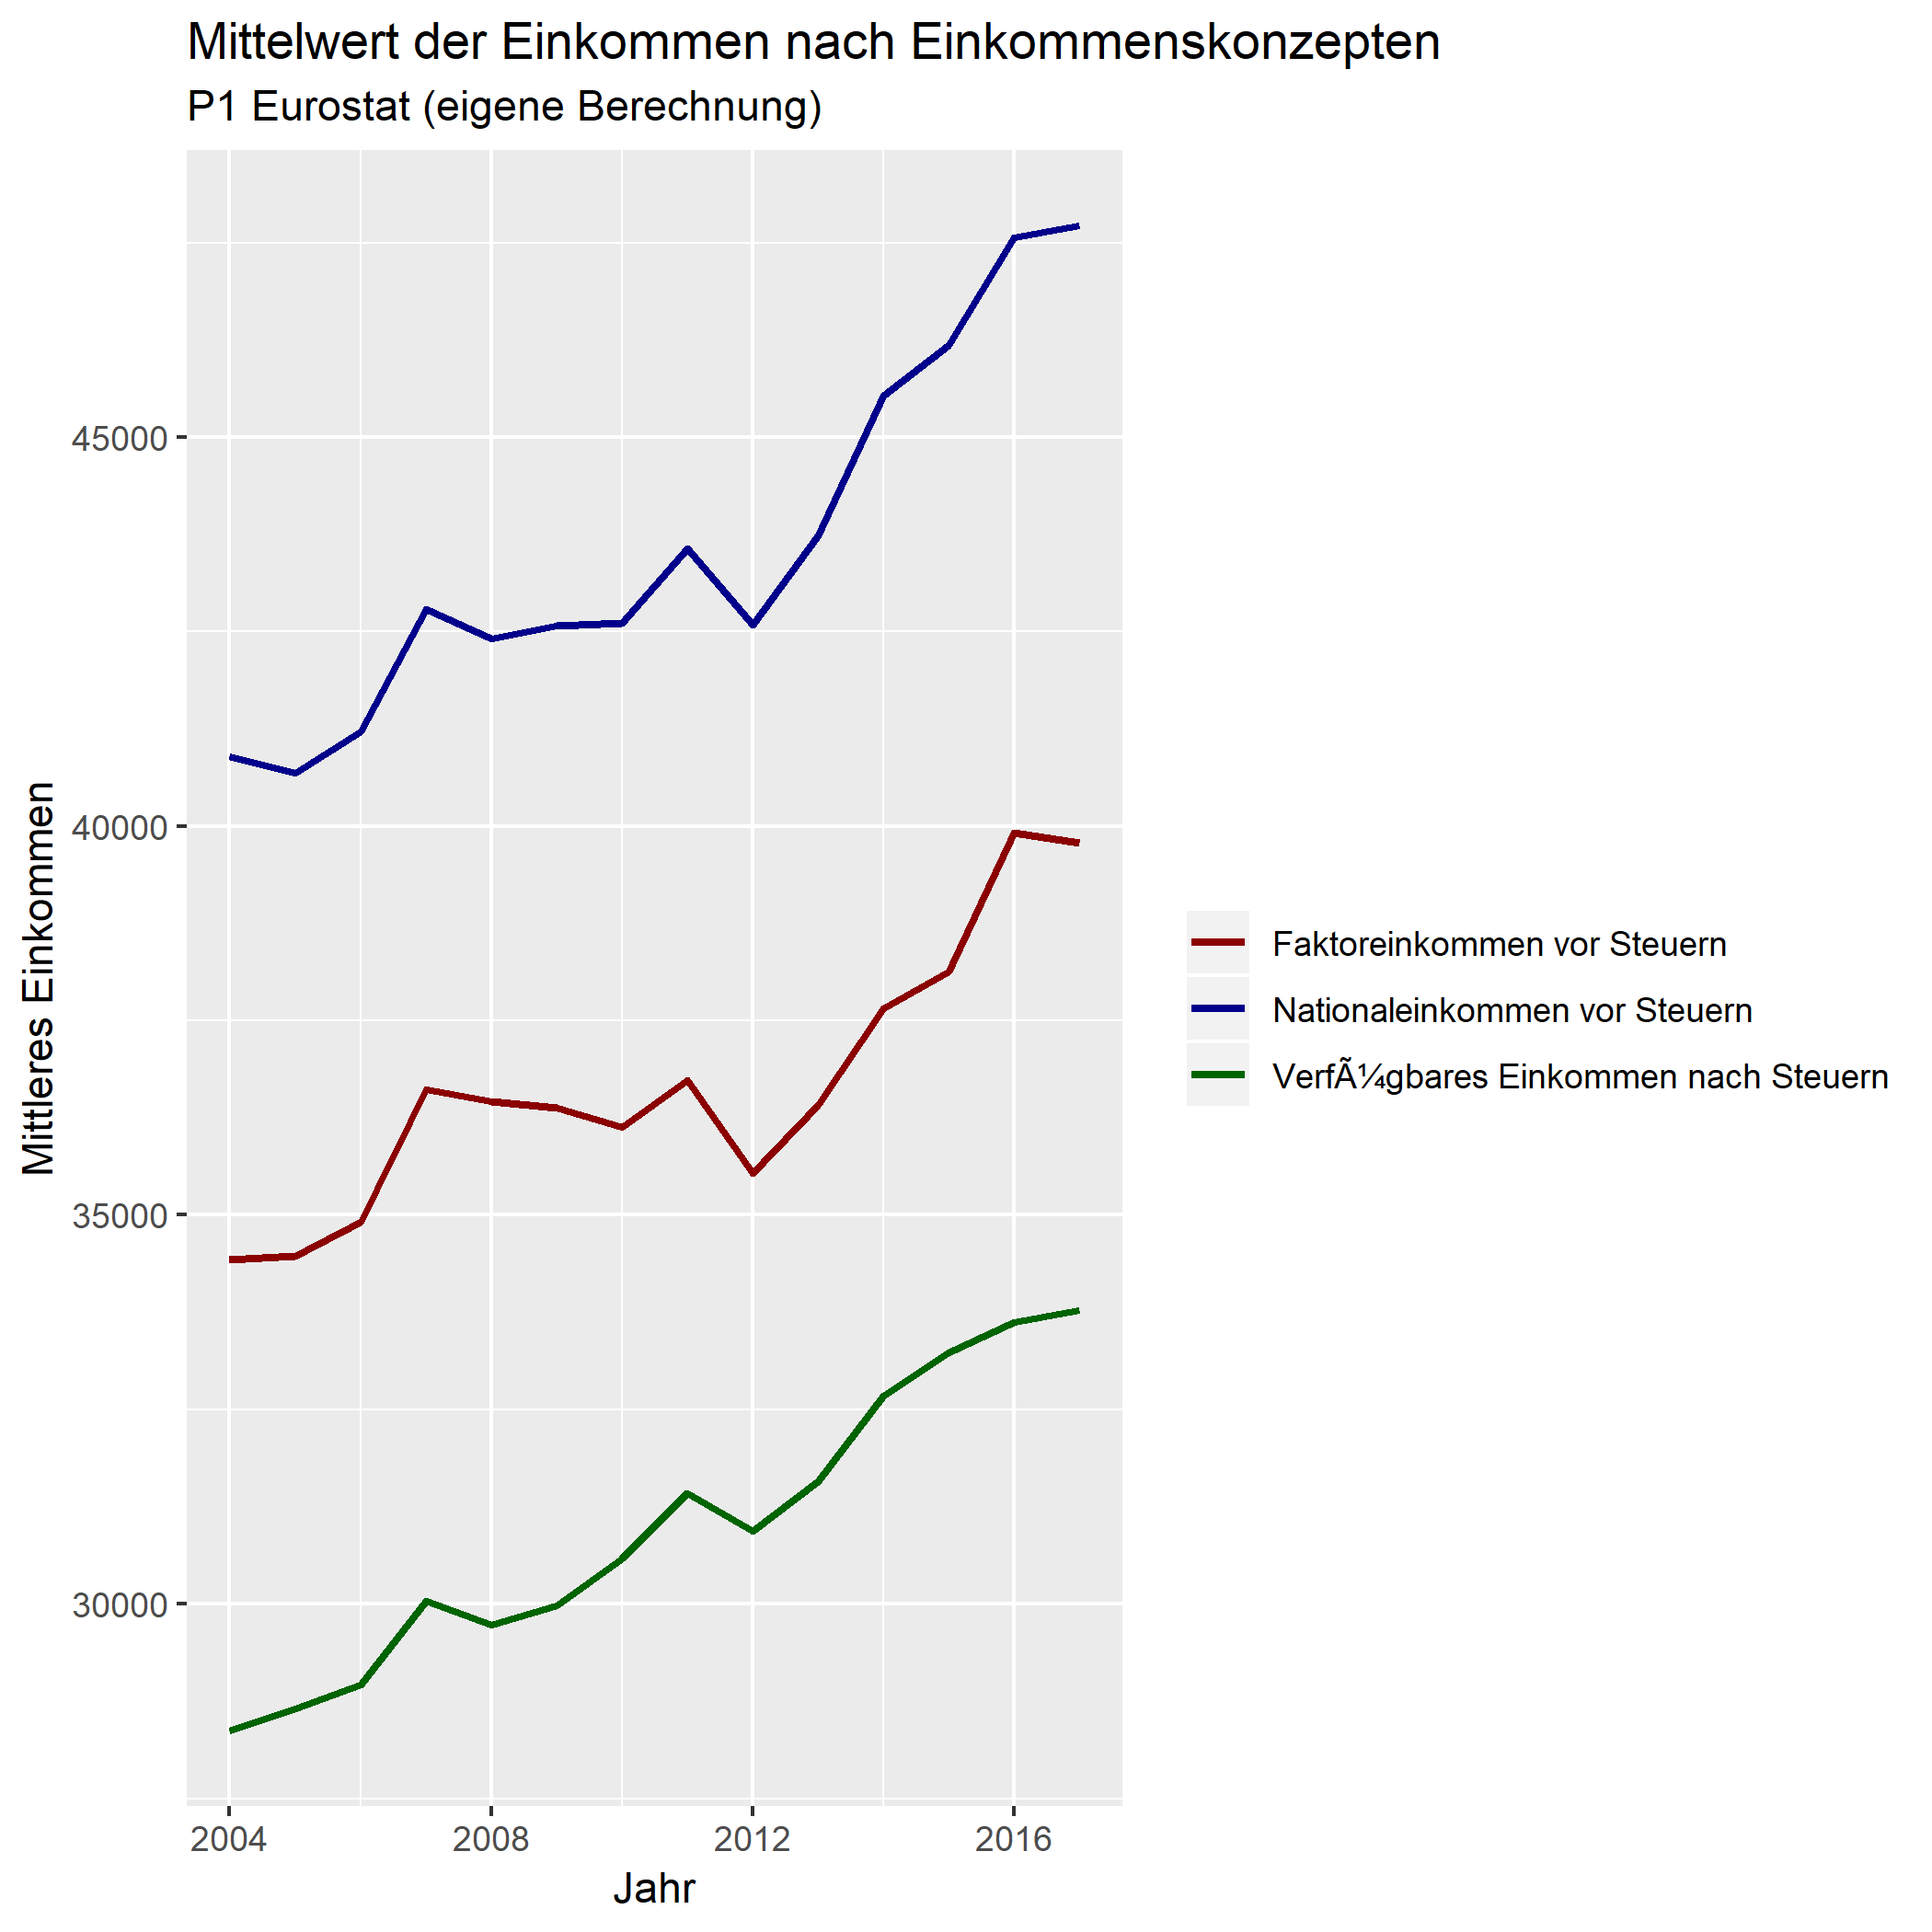 Mittelwert der Einkommen nach Einkommenskonzepten
P1 Eurostat (eigene Berechnung)
Mittleres Einkommen
45000
40000
35000
30000
2004
2008
2012
2016
Jahr
Faktoreinkommen vor Steuern
Nationaleinkommen vor Steuern
VerfÃ¼gbares Einkommen nach Steuern